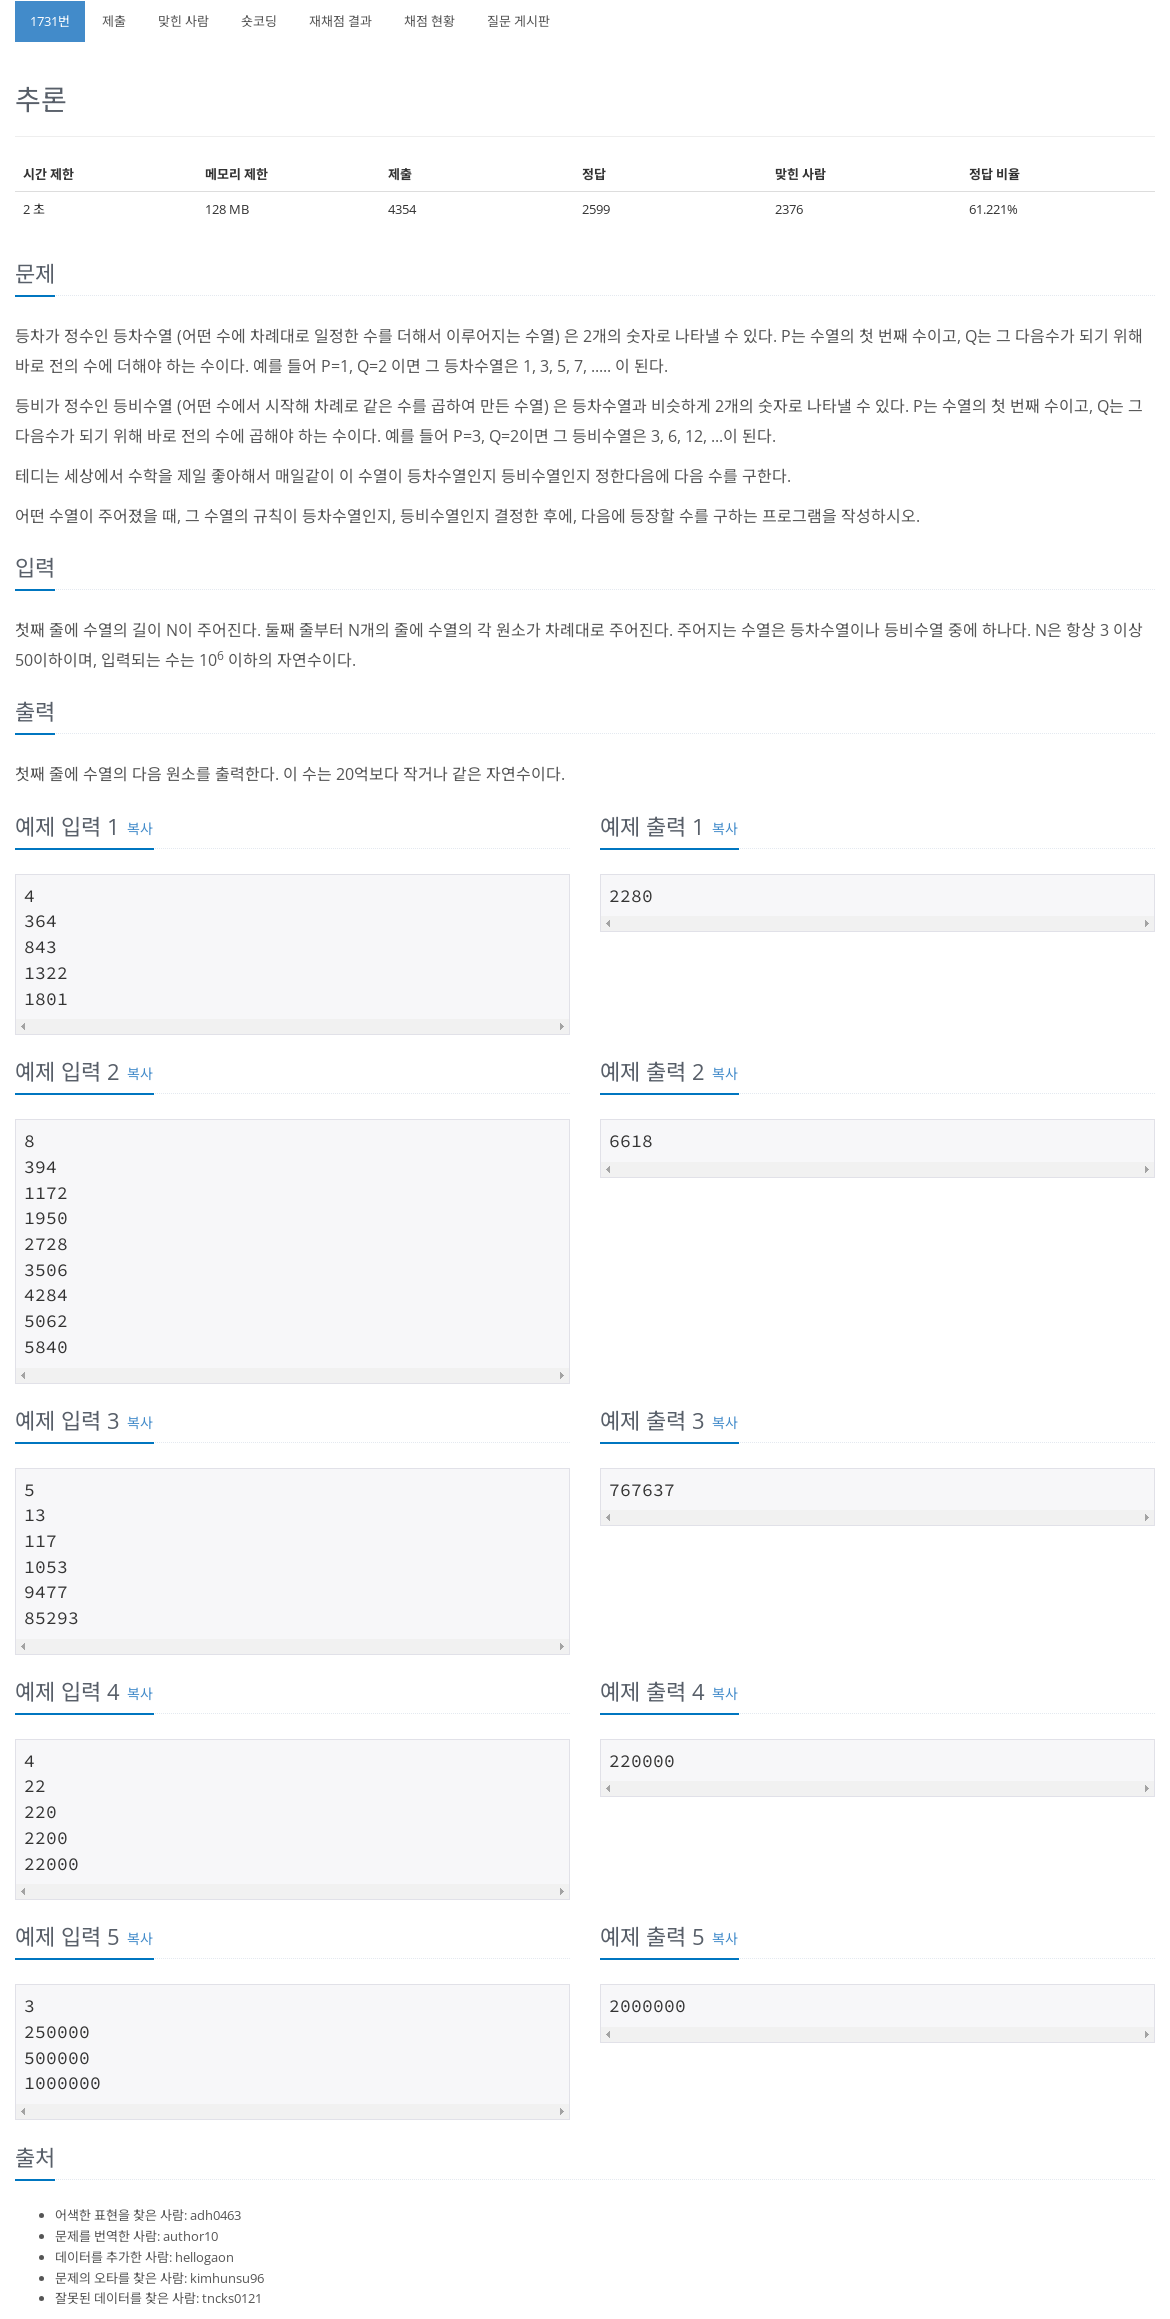 1731번 제출 맞힌 사람 숏코딩 재채점 결과 채점 현황 질문 게시판
추론
시간 제한 메모리 제한 제출 정답 맞힌 사람 정답 비율
2 초 128 MB 4354 2599 2376 61.221%
문제
등차가 정수인 등차수열 (어떤 수에 차례대로 일정한 수를 더해서 이루어지는 수열) 은 2개의 숫자로 나타낼 수 있다. P는 수열의 첫 번째 수이고, Q는 그 다음수가 되기 위해
바로 전의 수에 더해야 하는 수이다. 예를 들어 P=1, Q=2 이면 그 등차수열은 1, 3, 5, 7, ..... 이 된다.
등비가 정수인 등비수열 (어떤 수에서 시작해 차례로 같은 수를 곱하여 만든 수열) 은 등차수열과 비슷하게 2개의 숫자로 나타낼 수 있다. P는 수열의 첫 번째 수이고, Q는 그
다음수가 되기 위해 바로 전의 수에 곱해야 하는 수이다. 예를 들어 P=3, Q=2이면 그 등비수열은 3, 6, 12, ...이 된다.
테디는 세상에서 수학을 제일 좋아해서 매일같이 이 수열이 등차수열인지 등비수열인지 정한다음에 다음 수를 구한다.
어떤 수열이 주어졌을 때, 그 수열의 규칙이 등차수열인지, 등비수열인지 결정한 후에, 다음에 등장할 수를 구하는 프로그램을 작성하시오.
입력
첫째 줄에 수열의 길이 N이 주어진다. 둘째 줄부터 N개의 줄에 수열의 각 원소가 차례대로 주어진다. 주어지는 수열은 등차수열이나 등비수열 중에 하나다. N은 항상 3 이상
50이하이며, 입력되는 수는 10^6 이하의 자연수이다.
출력
첫째 줄에 수열의 다음 원소를 출력한다. 이 수는 20억보다 작거나 같은 자연수이다.
예제 입력 1 복사
4
364
843
1322
1801
예제 출력 1 복사
2280
예제 입력 2 복사
8
394
1172
1950
2728
3506
4284
5062
5840
예제 출력 2 복사
6618
예제 입력 3 복사
5
13
117
1053
9477
85293
예제 출력 3 복사
767637
예제 입력 4 복사
4
22
220
2200
22000
예제 출력 4 복사
220000
예제 입력 5 복사
3
250000
500000
1000000
예제 출력 5 복사
2000000
출처
어색한 표현을 찾은 사람: adh0463
문제를 번역한 사람: author10
데이터를 추가한 사람: hellogaon
문제의 오타를 찾은 사람: kimhunsu96
잘못된 데이터를 찾은 사람: tncks0121